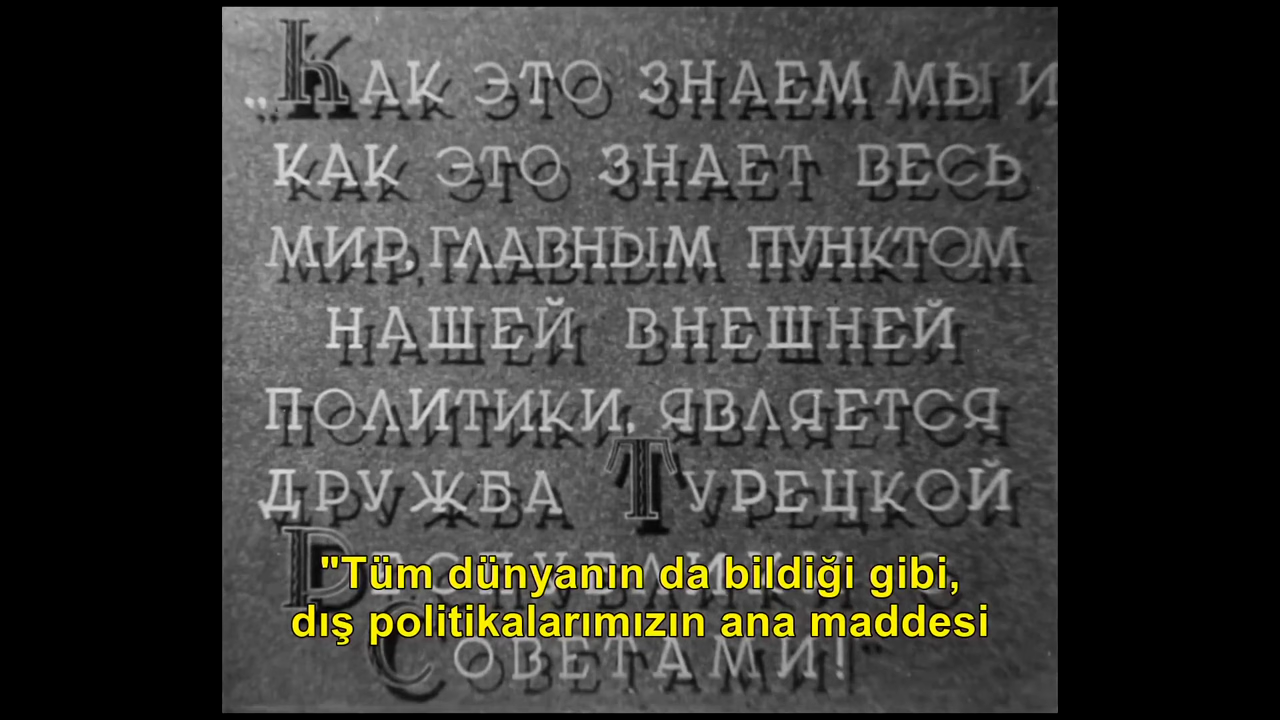 „КАК ЭТО ЗНАЕМ МЫ И
КАК ЭТО ЗНАЕТ ВЕСЬ
МИР, ГЛАВНЫМ ПУНКТОМ
НАШЕЙ ВНЕШНЕЙ
ПОЛИТИКИ, ЯВЛЯЕТСЯ
ДРУЖБА ТУРЕЦКОЙ
РЕСПУБЛИКИ С
"Tüm dünyanın da bildiği gibi,
dış politikalarımızın ana maddesi
СОВЕТАМИ!"